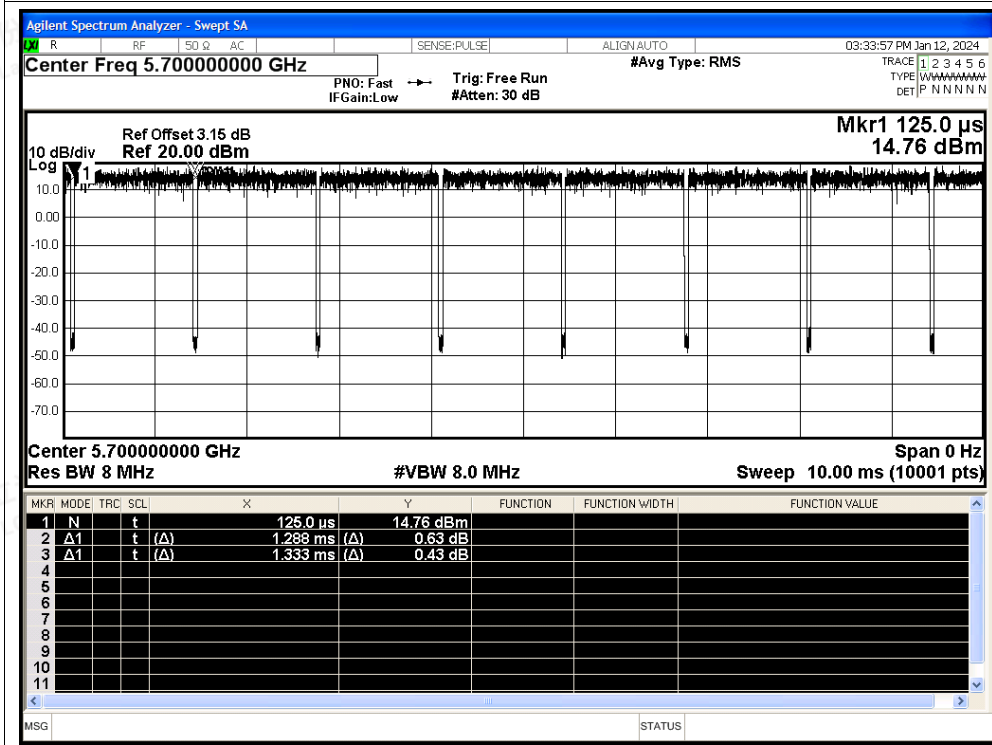 Agilent Spectrum Analyzer - Swept SA
LXI R RF 50 Ω AC SENSE:PULSE ALIGN AUTO 03:33:57 PM Jan 12, 2024
Center Freq 5.700000000 GHz #Avg Type: RMS TRACE 1 2 3 4 5 6
PNO: Fast Trig: Free Run TYPE
IFGain:Low #Atten: 30 dB DET P N N N N N
Mkr1 125.0 µs
Ref Offset 3.15 dB
10 dB/div Ref 20.00 dBm 14.76 dBm
Log
1
10.0
0.00
-10.0
-20.0
-30.0
-40.0
-50.0
-60.0
-70.0
Center 5.700000000 GHz Span 0 Hz
Res BW 8 MHz #VBW 8.0 MHz Sweep 10.00 ms (10001 pts)
MKR MODE TRC SCL X Y FUNCTION FUNCTION WIDTH FUNCTION VALUE
1 N t 125.0 µs 14.76 dBm
2 Δ1 t (Δ) 1.288 ms (Δ) 0.63 dB
3 Δ1 t (Δ) 1.333 ms (Δ) 0.43 dB
4
5
6
7
8
9
10
11
MSG STATUS